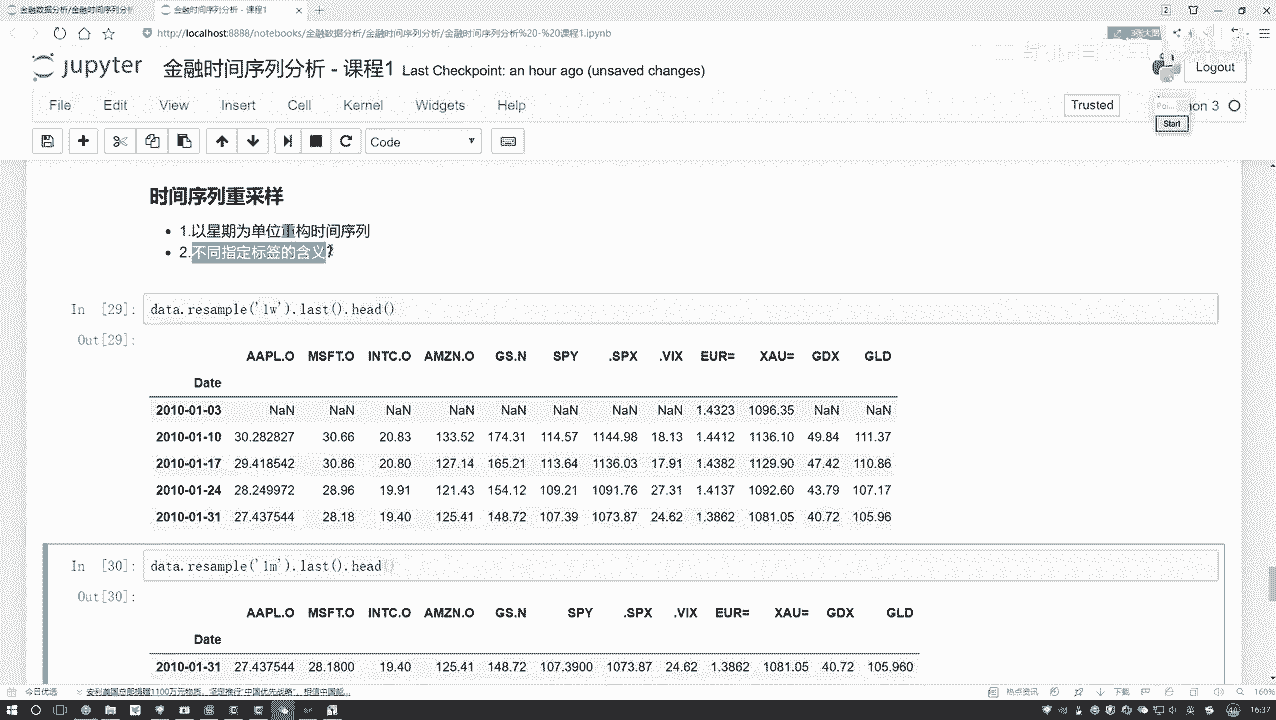 金融数据分析/金融时间序列分析
金融时间序列分析 - 课程1
http://localhost:8888/notebooks/金融数据分析/金融时间序列分析/金融时间序列分析%20-%20课程1.ipynb
jupyter 金融时间序列分析 - 课程1 Last Checkpoint: an hour ago (unsaved changes)
Logout
File Edit View Insert Cell Kernel Widgets Help
Trusted
Start
Code
时间序列重采样
1.以星期为单位重构时间序列
2.不同指定标签的含义
In [29]: data.resample('1w').last().head()
Out[29]:
AAPL.O MSFT.O INTC.O AMZN.O GS.N SPY .SPX .VIX EUR= XAU= GDX GLD
Date
2010-01-03 NaN NaN NaN NaN NaN NaN NaN NaN 1.4323 1096.35 NaN NaN
2010-01-10 30.282827 30.66 20.83 133.52 174.31 114.57 1144.98 18.13 1.4412 1136.10 49.84 111.37
2010-01-17 29.418542 30.86 20.80 127.14 165.21 113.64 1136.03 17.91 1.4382 1129.90 47.42 110.86
2010-01-24 28.249972 28.96 19.91 121.43 154.12 109.21 1091.76 27.31 1.4137 1092.60 43.79 107.17
2010-01-31 27.437544 28.18 19.40 125.41 148.72 107.39 1073.87 24.62 1.3862 1081.05 40.72 105.96
In [30]: data.resample('1m').last().head()
Out[30]:
AAPL.O MSFT.O INTC.O AMZN.O GS.N SPY .SPX .VIX EUR= XAU= GDX GLD
Date
2010-01-31 27.437544 28.1800 19.40 125.41 148.72 107.3900 1073.87 24.62 1.3862 1081.05 40.72 105.960
今日优选
热点资讯
下载
160%
16:37